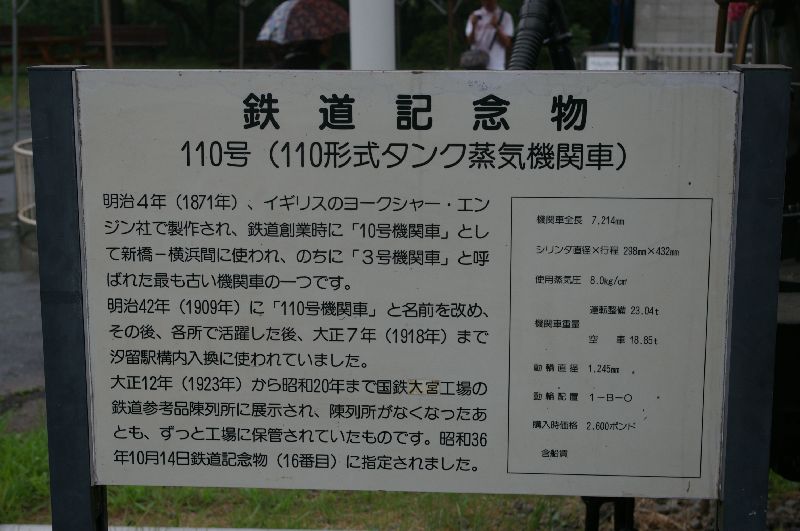 鉄道記念物
110号（110形式タンク蒸気機関車）
明治４年（1871年）、イギリスのヨークシャー・エン
ジン社で製作され、鉄道創業時に「10号機関車」とし
て新橋－横浜間に使われ、のちに「３号機関車」と呼
ばれた最も古い機関車の一つです。
明治42年（1909年）に「110号機関車」と名前を改め、
その後、各所で活躍した後、大正７年（1918年）まで
汐留駅構内入換に使われていました。
大正12年（1923年）から昭和20年まで国鉄大宮工場の
鉄道参考品陳列所に展示され、陳列所がなくなったあ
とも、ずっと工場に保管されていたものです。昭和36
年10月14日鉄道記念物（16番目）に指定されました。
機関車全長 7,214㎜
シリンダ直径×行程 298㎜×432㎜
使用蒸気圧 8.0kg/c㎡
機関車重量 運転整備 23.04t
空車 18.85t
動輪直径 1,245㎜
動輪配置 １－Ｂ－Ｏ
購入時価格 2,600ポンド
含船賃